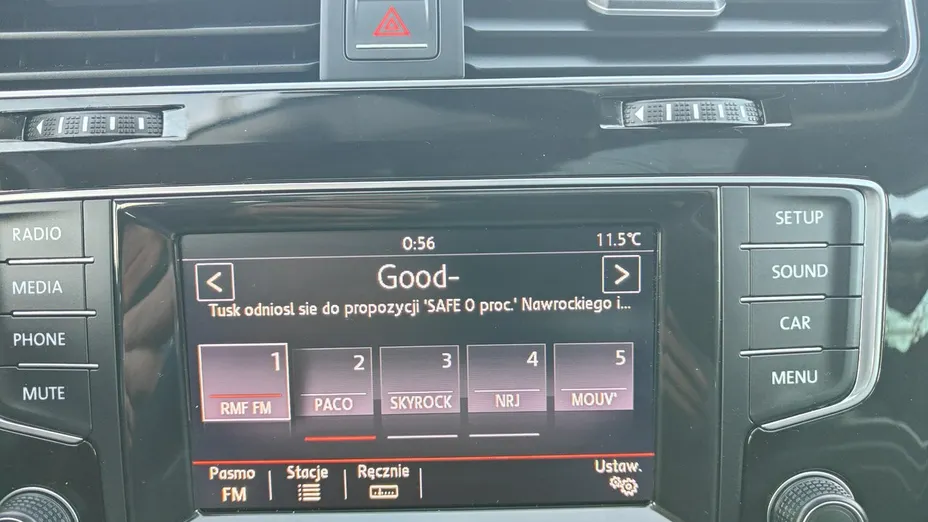 RADIO
MEDIA
PHONE
MUTE
0:56
11.5°C
< Good- >
Tusk odniosl sie do propozycji 'SAFE 0 proc.' Nawrockiego i...
1 2 3 4 5
RMF FM PACO SKYROCK NRJ MOUV'
Pasmo Stacje Ręcznie Ustaw.
FM
SETUP
SOUND
CAR
MENU